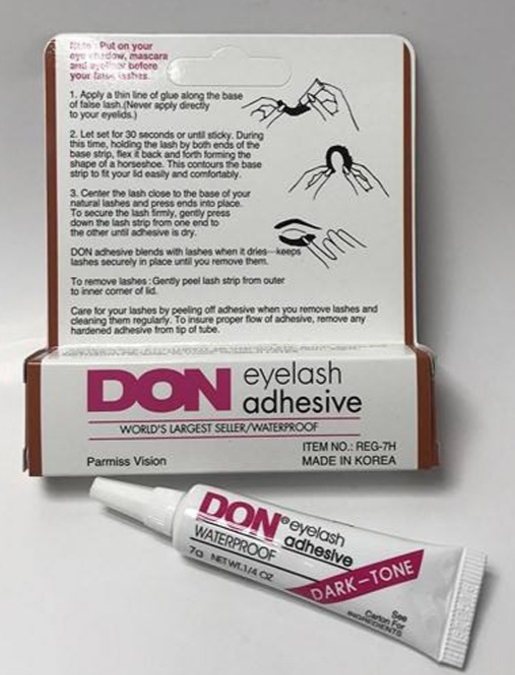 Note: Put on your
eye shadow, mascara
and eyeliner before
your false lashes.
1. Apply a thin line of glue along the base
of false lash.(Never apply directly
to your eyelids.)
2. Let set for 30 seconds or until sticky. During
this time, holding the lash by both ends of the
base strip, flex it back and forth forming the
shape of a horseshoe. This contours the base
strip to fit your lid easily and comfortably.
3. Center the lash close to the base of your
natural lashes and press ends into place.
To secure the lash firmly, gently press
down the lash strip from one end to
the other until adhesive is dry.
DON adhesive blends with lashes when it dries--keeps
lashes securely in place until you remove them.
To remove lashes : Gently peel lash strip from outer
to inner corner of lid.
Care for your lashes by peeling off adhesive when you remove lashes and
cleaning them regularly. To insure proper flow of adhesive, remove any
hardened adhesive from tip of tube.
DON eyelash
adhesive
WORLD'S LARGEST SELLER/WATERPROOF
ITEM NO.: REG-7H
Parmiss Vision
MADE IN KOREA
DON® eyelash
adhesive
WATERPROOF
7g NET WT.1/4 OZ
DARK-TONE
See
Carton For
INGREDIENTS